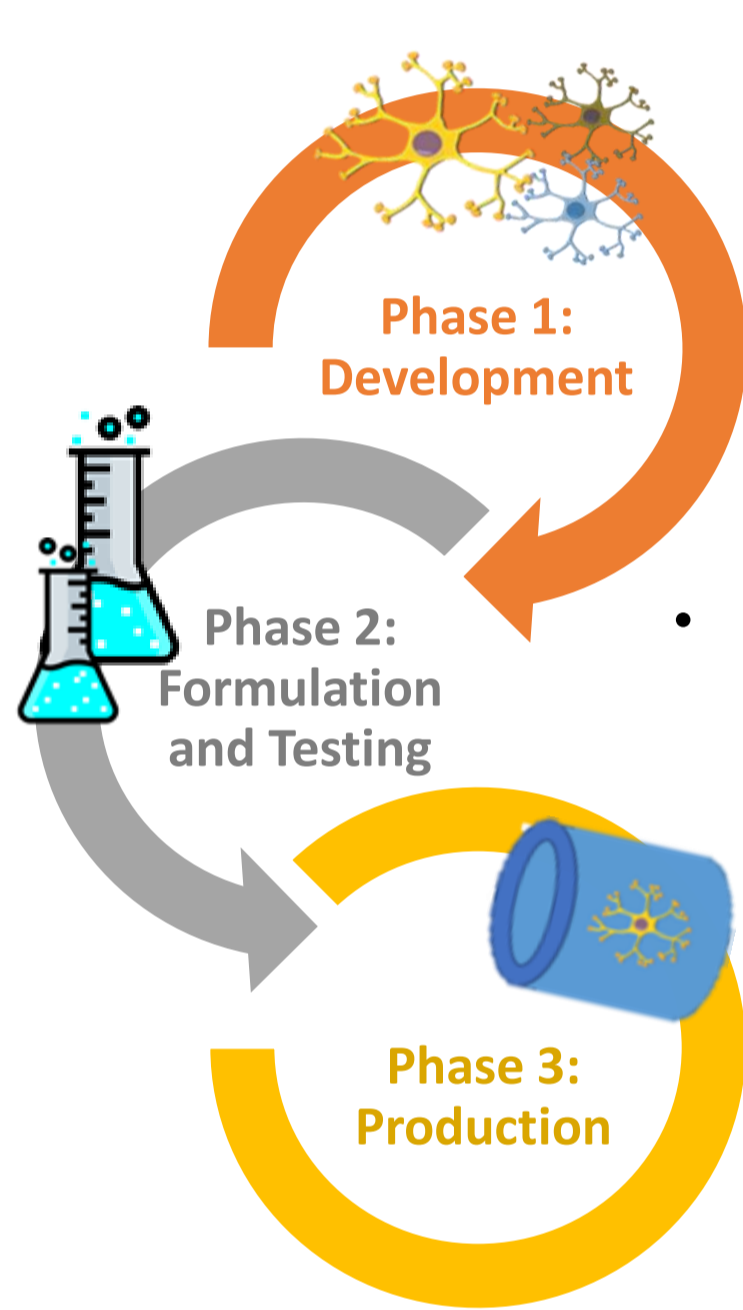 Phase 1:
Development
•
Phase 2:
Formulation
and Testing
Phase 3:
Production